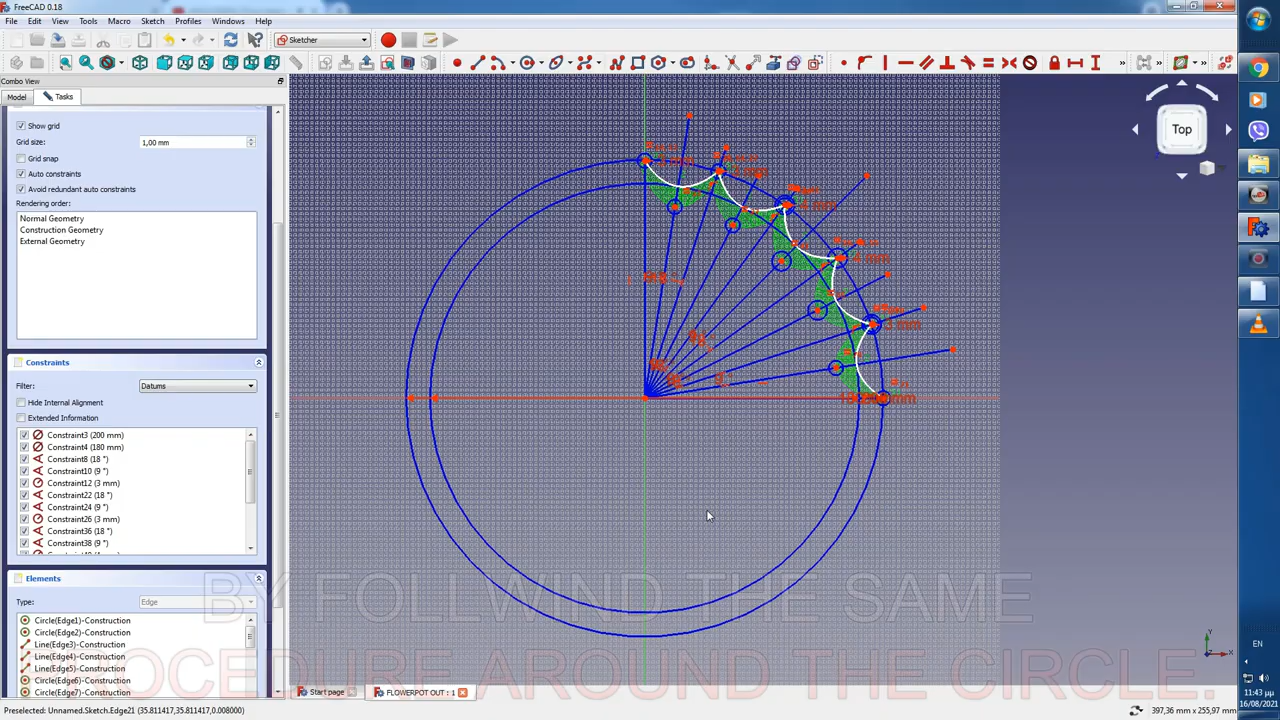 FreeCAD 0.18
File Edit View Tools Macro Sketch Profiles Windows Help
Sketcher
Combo View
Model Tasks
Show grid
Grid size: 1,00 mm
Grid snap
Auto constraints
Avoid redundant auto constraints
Rendering order:
Normal Geometry
Construction Geometry
External Geometry
Constraints
Filter: Datums
Hide Internal Alignment
Extended Information
Constraint3 (200 mm)
Constraint4 (180 mm)
Constraint8 (18 °)
Constraint10 (9 °)
Constraint12 (3 mm)
Constraint22 (18 °)
Constraint24 (9 °)
Constraint26 (3 mm)
Constraint36 (18 °)
Constraint38 (9 °)
Elements
Type: Edge
Circle(Edge1)-Construction
Circle(Edge2)-Construction
Line(Edge3)-Construction
Line(Edge4)-Construction
Line(Edge5)-Construction
Circle(Edge6)-Construction
Circle(Edge7)-Construction
Top
BY FOLLWIND THE SAME
OCEDURE AROUND THE CIRCLE.
Start page
FLOWERPOT OUT : 1
Preselected: Unnamed.Sketch.Edge21 (35.811417,35.811417,0.008000)
397,36 mm x 255,97 mm
EN
11:43 μμ
16/08/2021